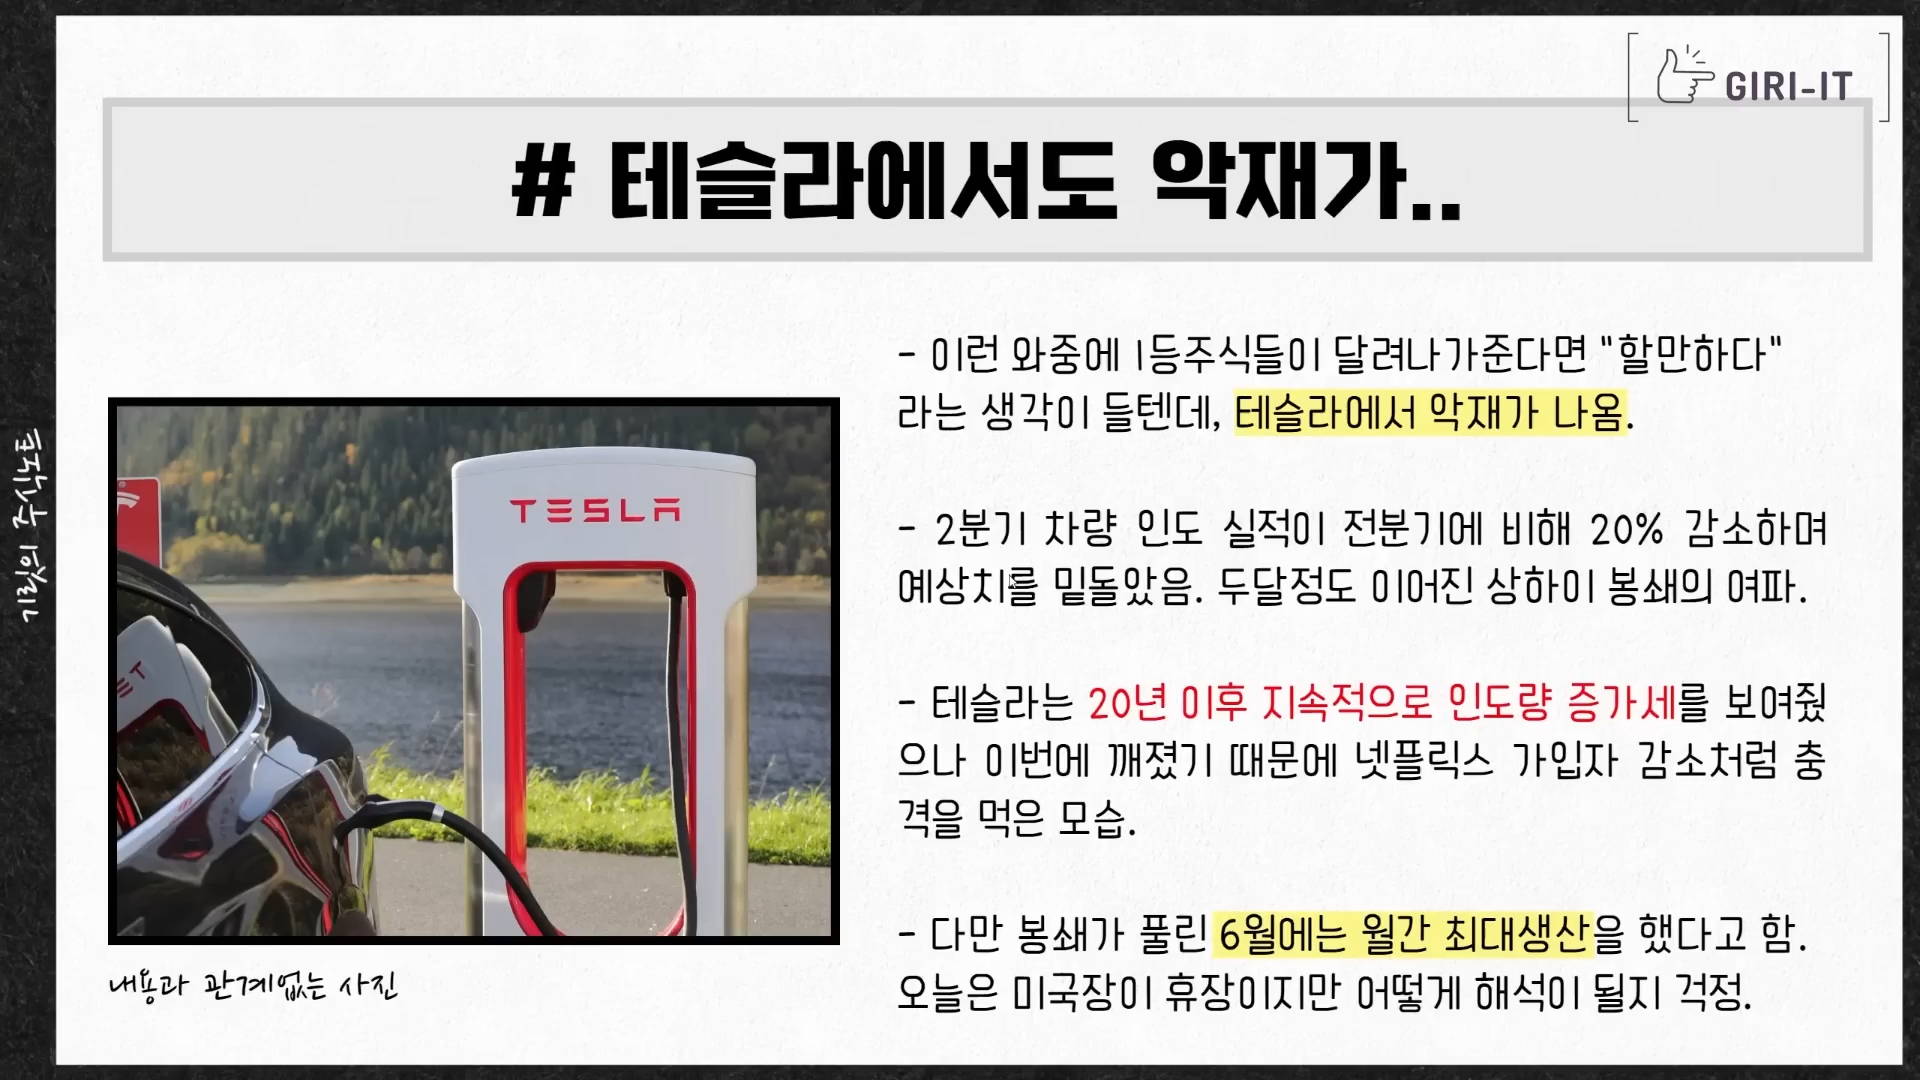 GIRI-IT
# 테슬라에서도 악재가..
- 이런 와중에 1등주식들이 달려나가준다면 "할만하다"
라는 생각이 들텐데, 테슬라에서 악재가 나옴.
- 2분기 차량 인도 실적이 전분기에 비해 20% 감소하며
예상치를 밑돌았음. 두달정도 이어진 상하이 봉쇄의 여파.
- 테슬라는 20년 이후 지속적으로 인도량 증가세를 보여줬
으나 이번에 깨졌기 때문에 넷플릭스 가입자 감소처럼 충
격을 먹은 모습.
- 다만 봉쇄가 풀린 6월에는 월간 최대생산을 했다고 함.
오늘은 미국장이 휴장이지만 어떻게 해석이 될지 걱정.
TESLA
내용과 관계없는 사진
기릿의 주식노트